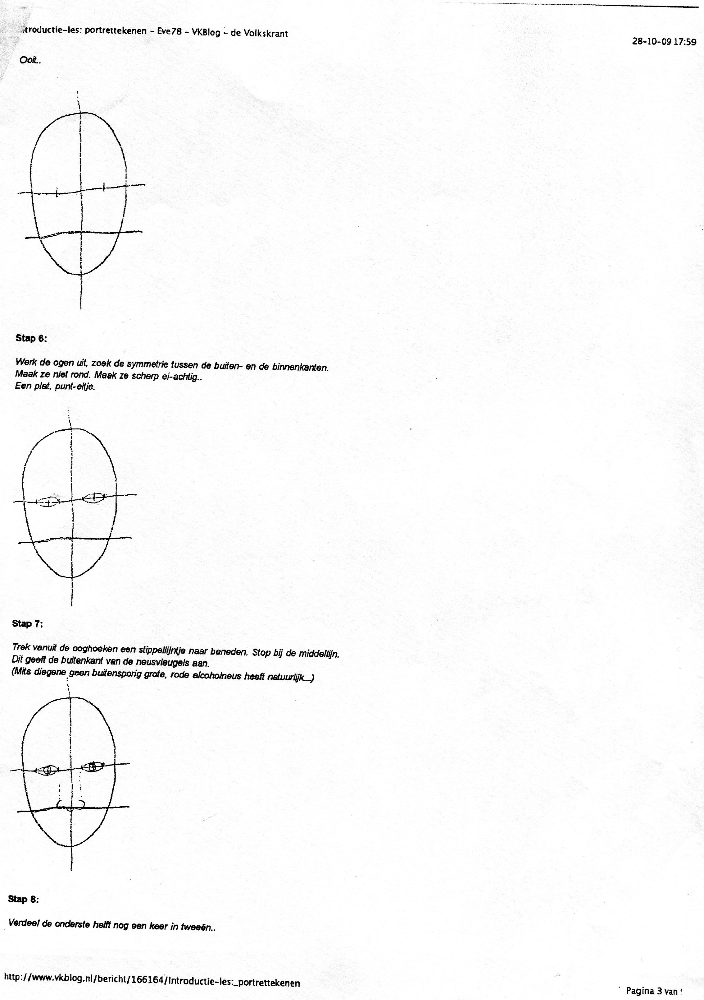 troductie-les: portrettekenen - Eve78 - VKBlog - de Volkskrant
28-10-09 17:59
Ooit..
Stap 6:
Werk de ogen uit, zoek de symmetrie tussen de buiten- en de binnenkanten.
Maak ze niet rond. Maak ze scherp ei-achtig..
Een plat, punt-eitje.
Stap 7:
Trek vanuit de ooghoeken een stippellijntje naar beneden. Stop bij de middellijn.
Dit geeft de buitenkant van de neusvleugels aan.
(Mits diegene geen buitensporig grote, rode alcoholneus heeft natuurlijk...)
Stap 8:
Verdeel de onderste helft nog een keer in tweeën..
http://www.vkblog.nl/bericht/166164/Introductie-les:_portrettekenen
Pagina 3 van